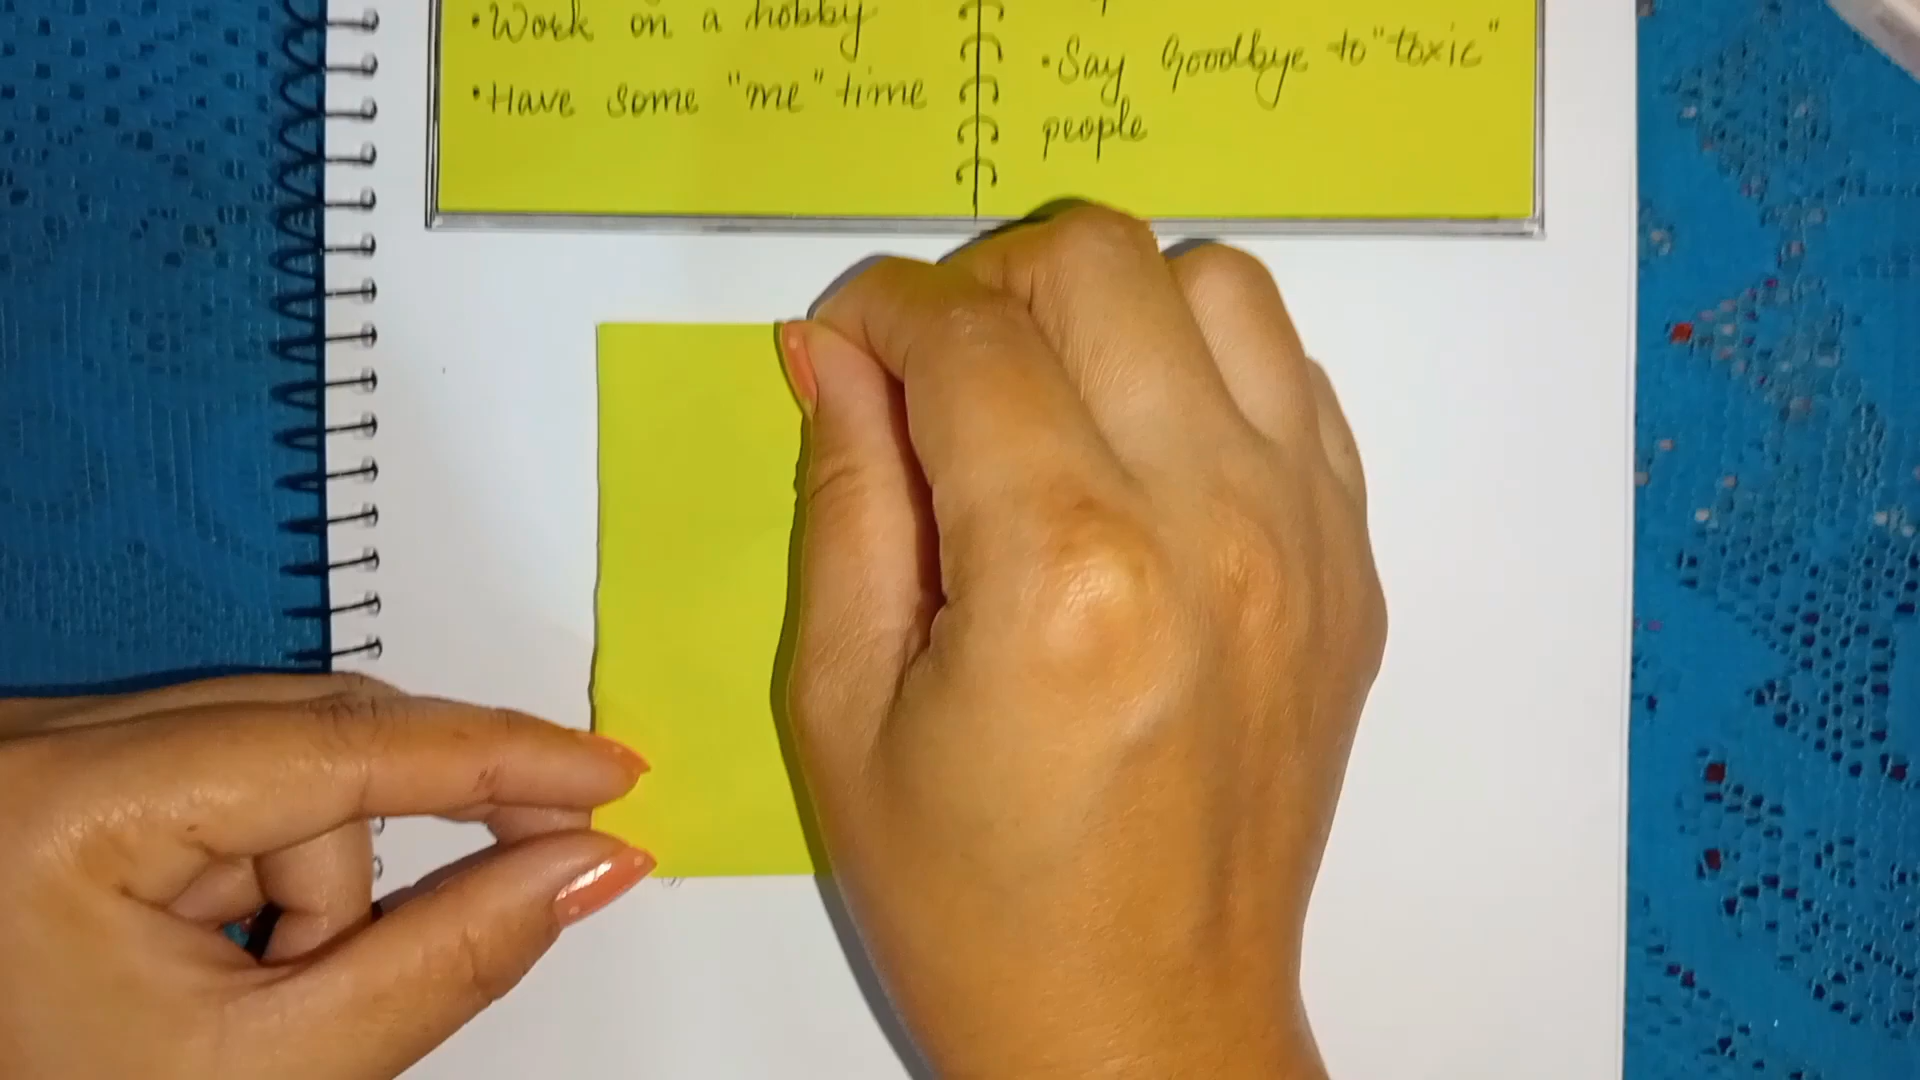 •Work on a hobby
•Have some "me" time
•Say Goodbye to "toxic"
people